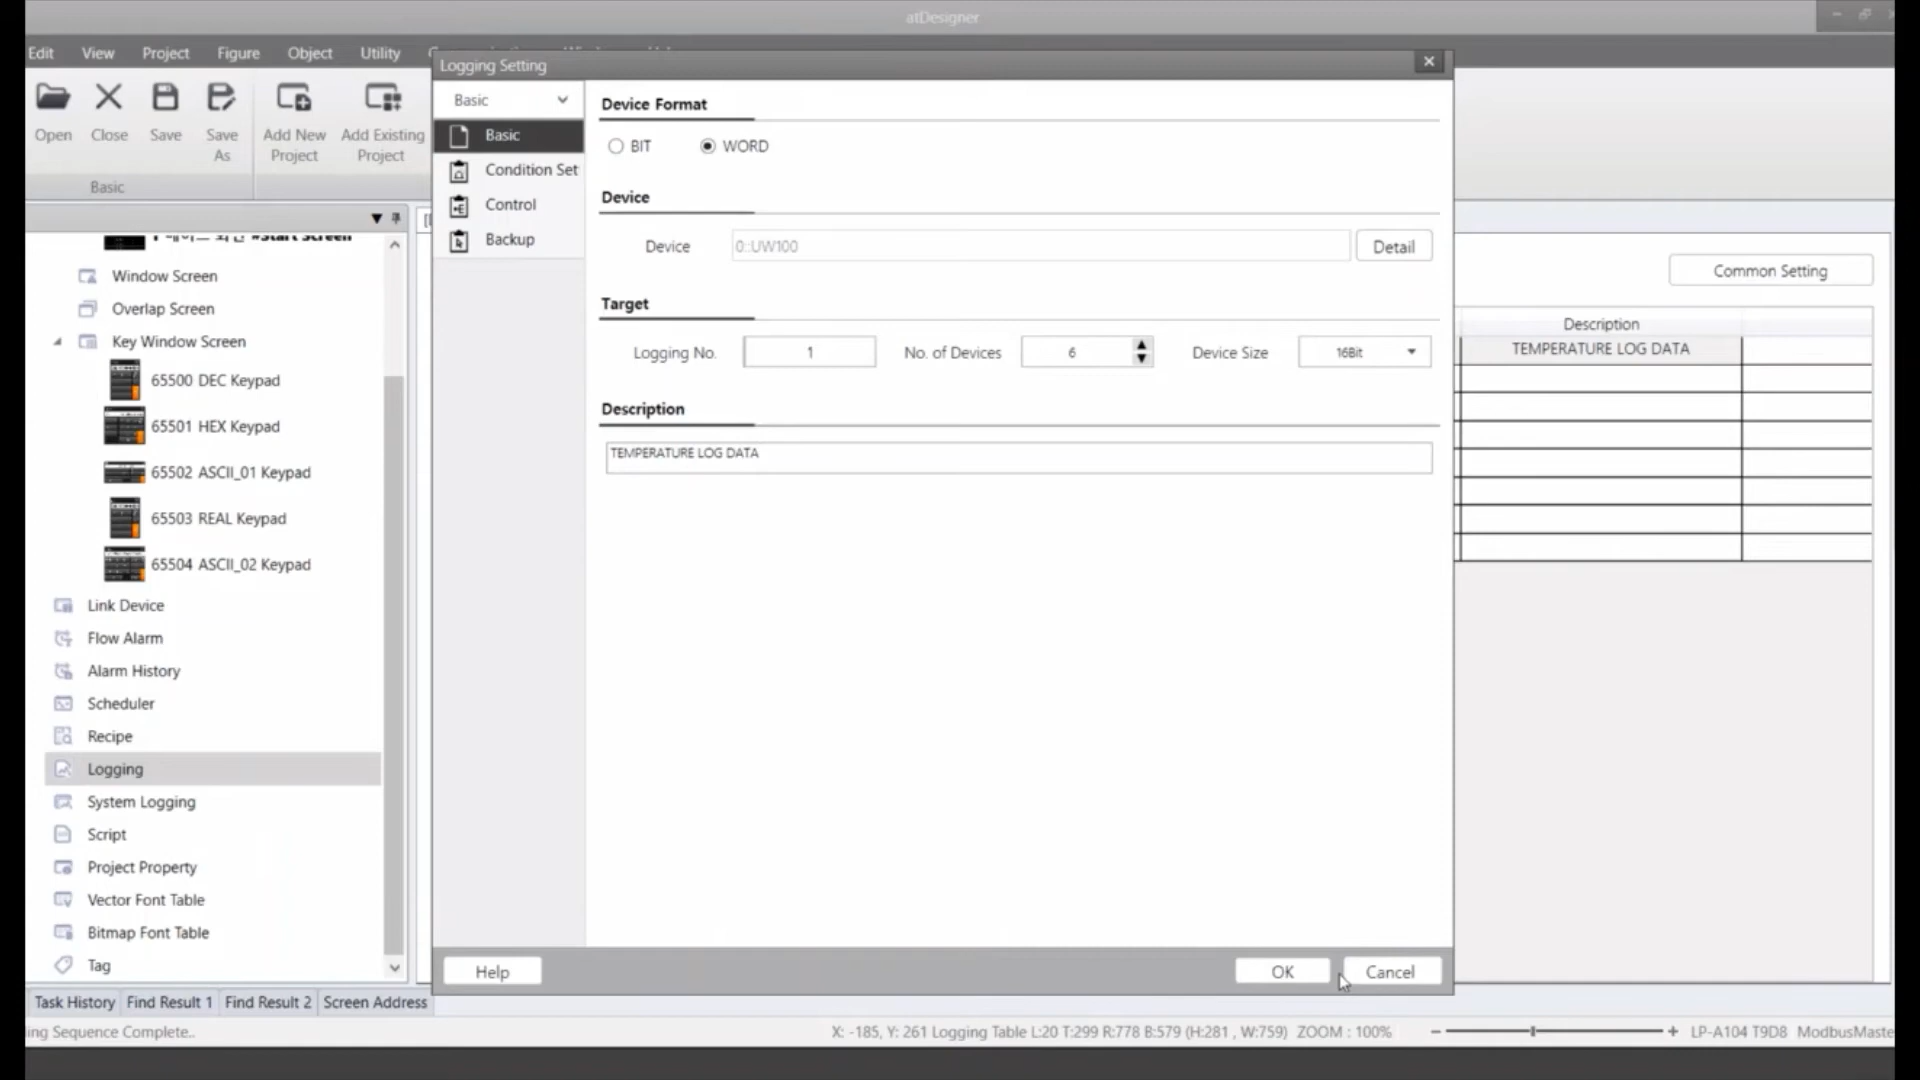 atDesigner
Edit View Project Figure Object Utility
Open Close Save Save As Add New Project Add Existing Project
Basic
#Start Screen
Window Screen
Overlap Screen
Key Window Screen
65500 DEC Keypad
65501 HEX Keypad
65502 ASCII_01 Keypad
65503 REAL Keypad
65504 ASCII_02 Keypad
Link Device
Flow Alarm
Alarm History
Scheduler
Recipe
Logging
System Logging
Script
Project Property
Vector Font Table
Bitmap Font Table
Tag
Logging Setting
Basic
Basic
Condition Set
Control
Backup
Device Format
BIT WORD
Device
Device 0::UW100 Detail
Target
Logging No. 1 No. of Devices 6 Device Size 16Bit
Description
TEMPERATURE LOG DATA
Help OK Cancel
Common Setting
Description
TEMPERATURE LOG DATA
Task History Find Result 1 Find Result 2 Screen Address
ing Sequence Complete..
X: -185, Y: 261 Logging Table L:20 T:299 R:778 B:579 (H:281 , W:759) ZOOM : 100% LP-A104 T9D8 ModbusMaste